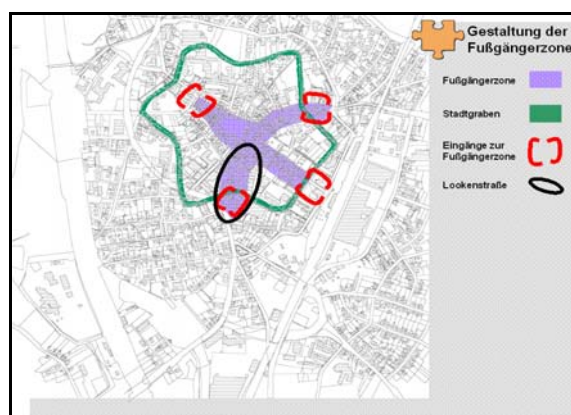 Gestaltung der
Fußgängerzone
Fußgängerzone
Stadtgraben
Eingänge zur
Fußgängerzone
Lookenstraße